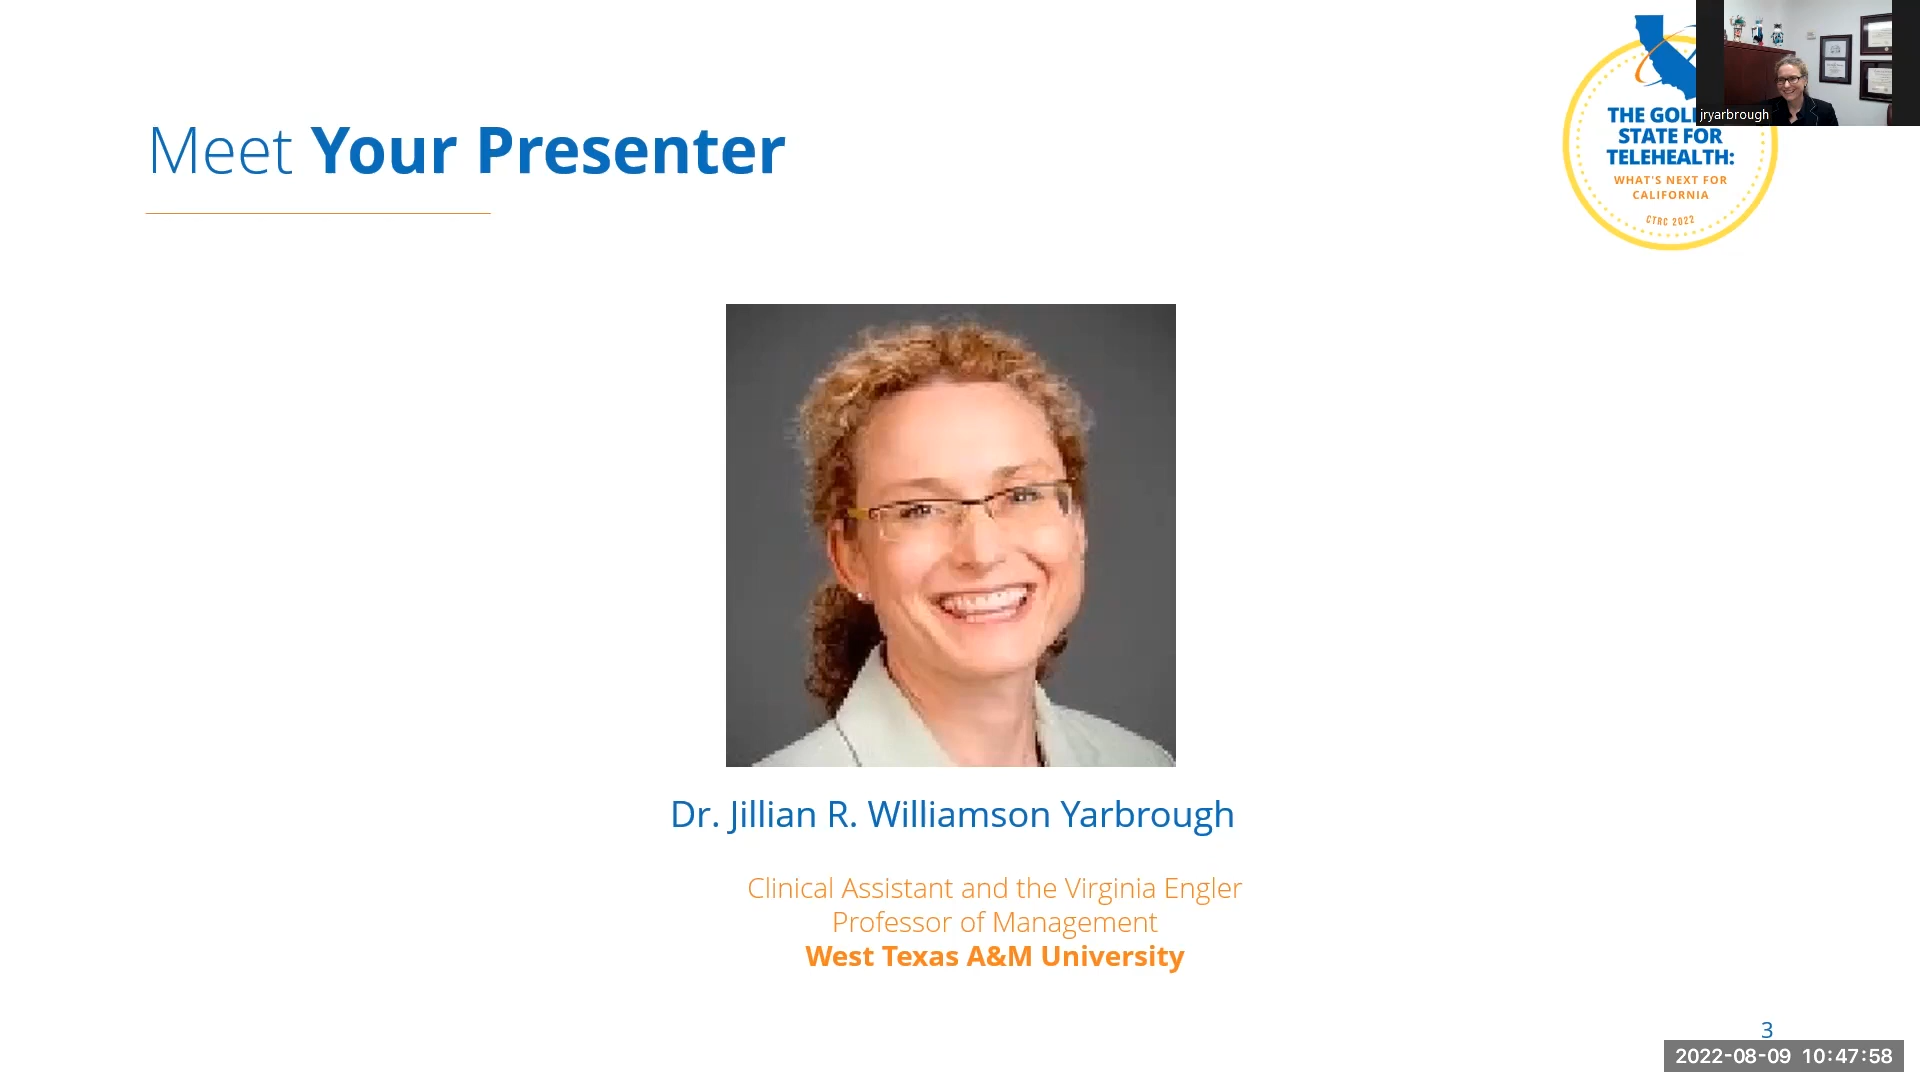 Meet Your Presenter
THE GOL
STATE FOR
TELEHEALTH:
WHAT'S NEXT FOR
CALIFORNIA
CTRC 2022
jryarbrough
Dr. Jillian R. Williamson Yarbrough
Clinical Assistant and the Virginia Engler
Professor of Management
West Texas A&M University
3
2022-08-09 10:47:58